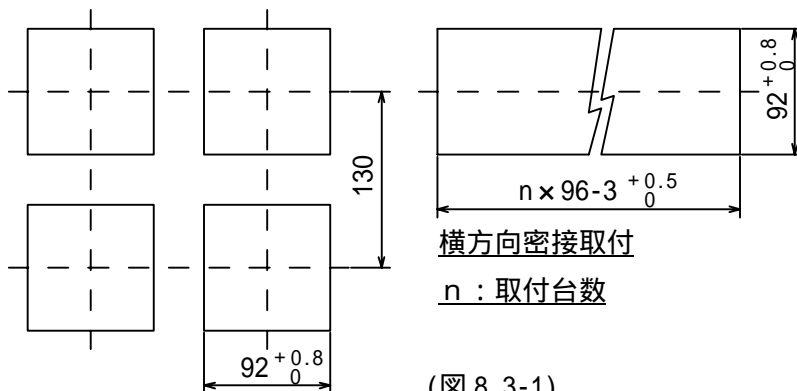 130
92 +0.8 0
92 +0.8 0
n×96-3 +0.5 0
横方向密接取付
n：取付台数
(図 8.3-1)